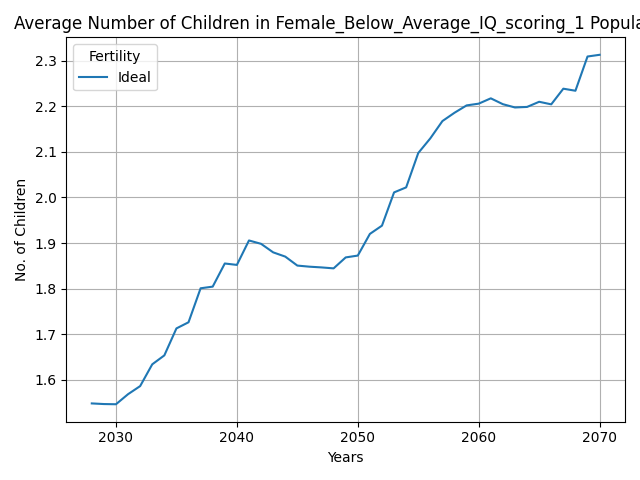 Average Number of Children in Female_Below_Average_IQ_scoring_1 Popula
Fertility
Ideal
No. of Children
2.3
2.2
2.1
2.0
1.9
1.8
1.7
1.6
2030 2040 2050 2060 2070
Years